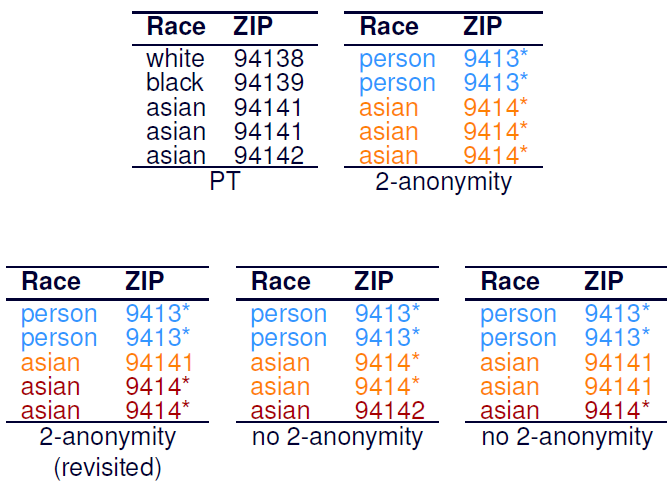 Race ZIP
white 94138
black 94139
asian 94141
asian 94141
asian 94142
PT
Race ZIP
person 9413*
person 9413*
asian 9414*
asian 9414*
asian 9414*
2-anonymity
Race ZIP
person 9413*
person 9413*
asian 94141
asian 9414*
asian 9414*
2-anonymity
(revisited)
Race ZIP
person 9413*
person 9413*
asian 9414*
asian 9414*
asian 94142
no 2-anonymity
Race ZIP
person 9413*
person 9413*
asian 94141
asian 94141
asian 9414*
no 2-anonymity